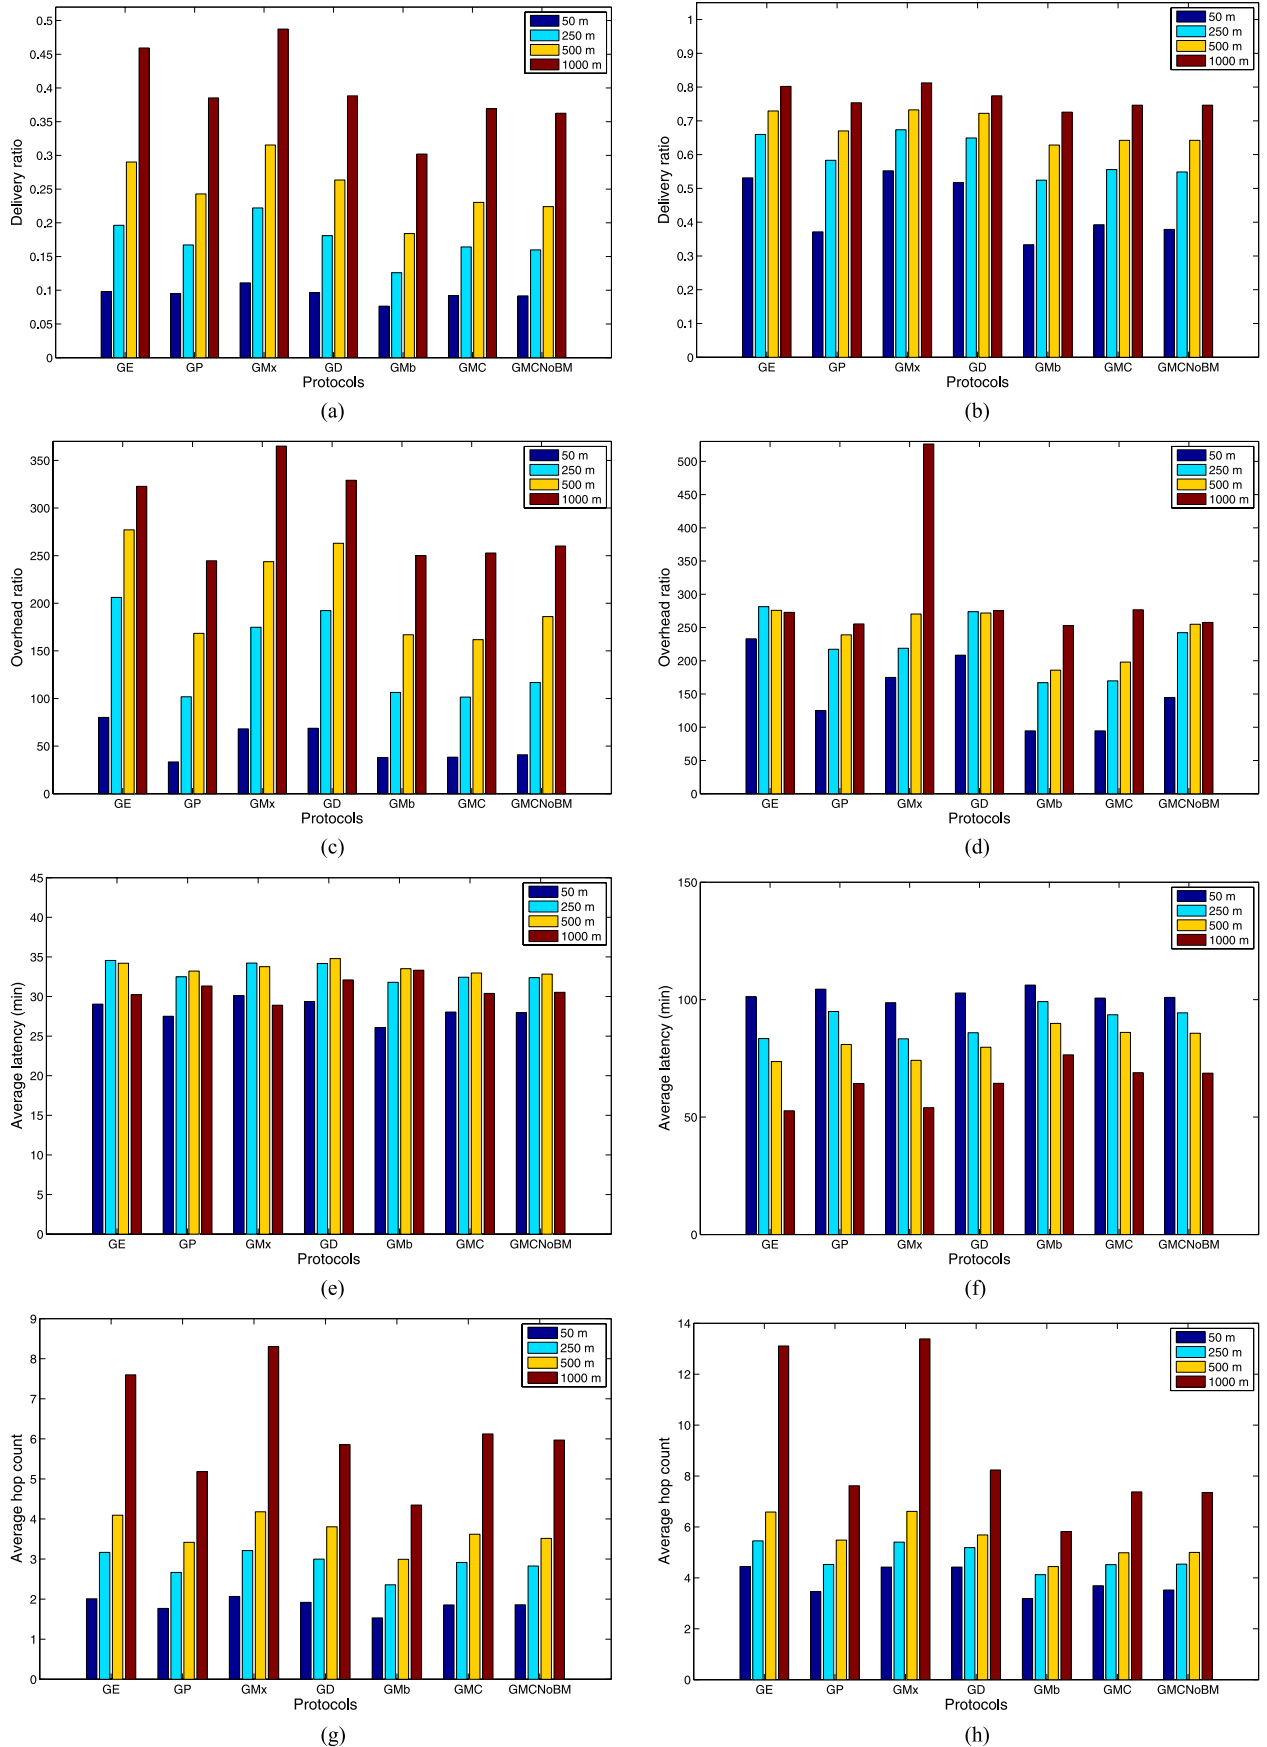 0.5
0.45
0.4
0.35
0.3
0.25
0.2
0.15
0.1
0.05
0
Delivery ratio
50 m
250 m
500 m
1000 m
GE GP GMx GD GMb GMC GMCNoBM
Protocols
(a)
1
0.9
0.8
0.7
0.6
0.5
0.4
0.3
0.2
0.1
0
Delivery ratio
50 m
250 m
500 m
1000 m
GE GP GMx GD GMb GMC GMCNoBM
Protocols
(b)
350
300
250
200
150
100
50
0
Overhead ratio
50 m
250 m
500 m
1000 m
GE GP GMx GD GMb GMC GMCNoBM
Protocols
(c)
500
450
400
350
300
250
200
150
100
50
0
Overhead ratio
50 m
250 m
500 m
1000 m
GE GP GMx GD GMb GMC GMCNoBM
Protocols
(d)
45
40
35
30
25
20
15
10
5
0
Average latency (min)
50 m
250 m
500 m
1000 m
GE GP GMx GD GMb GMC GMCNoBM
Protocols
(e)
150
100
50
0
Average latency (min)
50 m
250 m
500 m
1000 m
GE GP GMx GD GMb GMC GMCNoBM
Protocols
(f)
9
8
7
6
5
4
3
2
1
0
Average hop count
50 m
250 m
500 m
1000 m
GE GP GMx GD GMb GMC GMCNoBM
Protocols
(g)
14
12
10
8
6
4
2
0
Average hop count
50 m
250 m
500 m
1000 m
GE GP GMx GD GMb GMC GMCNoBM
Protocols
(h)